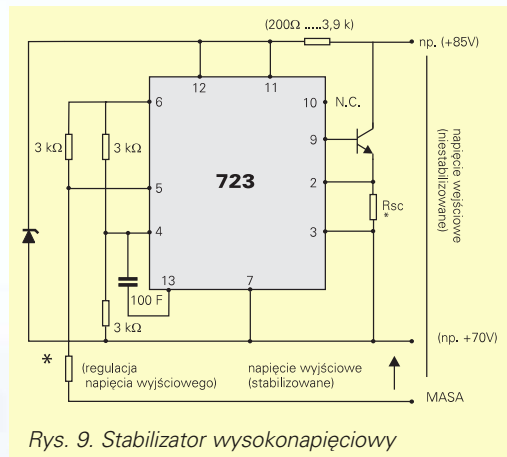 (200Ω .....3,9 k)
np. (+85V)
12
11
6
10
N.C.
9
3 kΩ
3 kΩ
723
5
2
Rsc
*
4
3
13
7
100 F
3 kΩ
napięcie wejściowe
(niestabilizowane)
(np. +70V)
*
(regulacja
napięcia wyjściowego)
napięcie wyjściowe
(stabilizowane)
MASA
Rys. 9. Stabilizator wysokonapięciowy